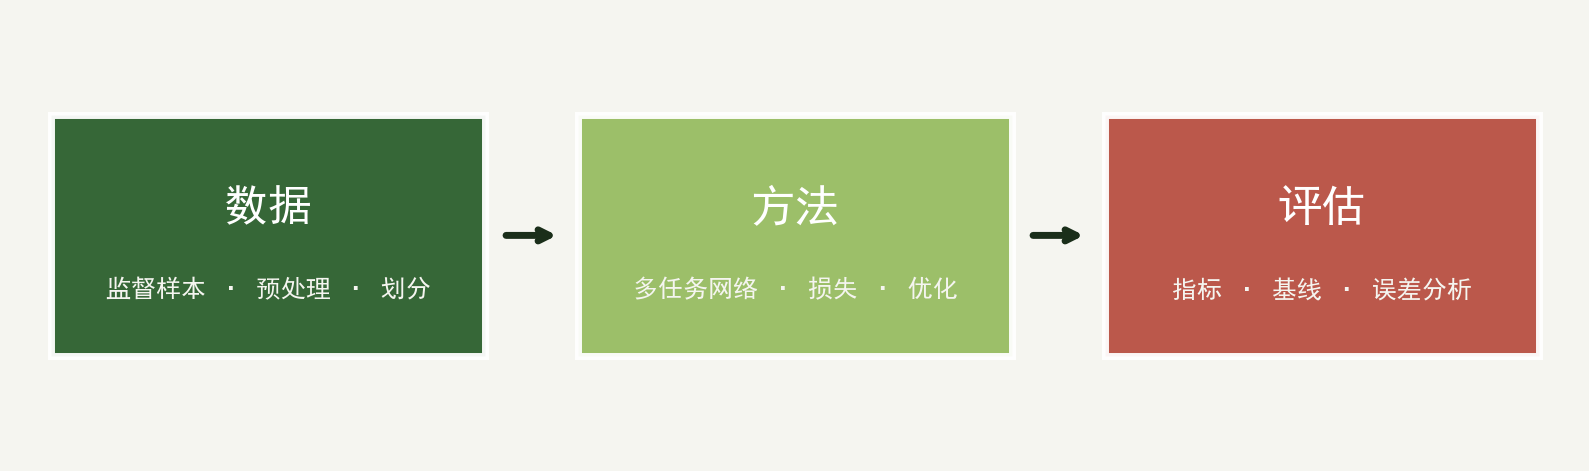 数据
监督样本 · 预处理 · 划分
方法
多任务网络 · 损失 · 优化
评估
指标 · 基线 · 误差分析